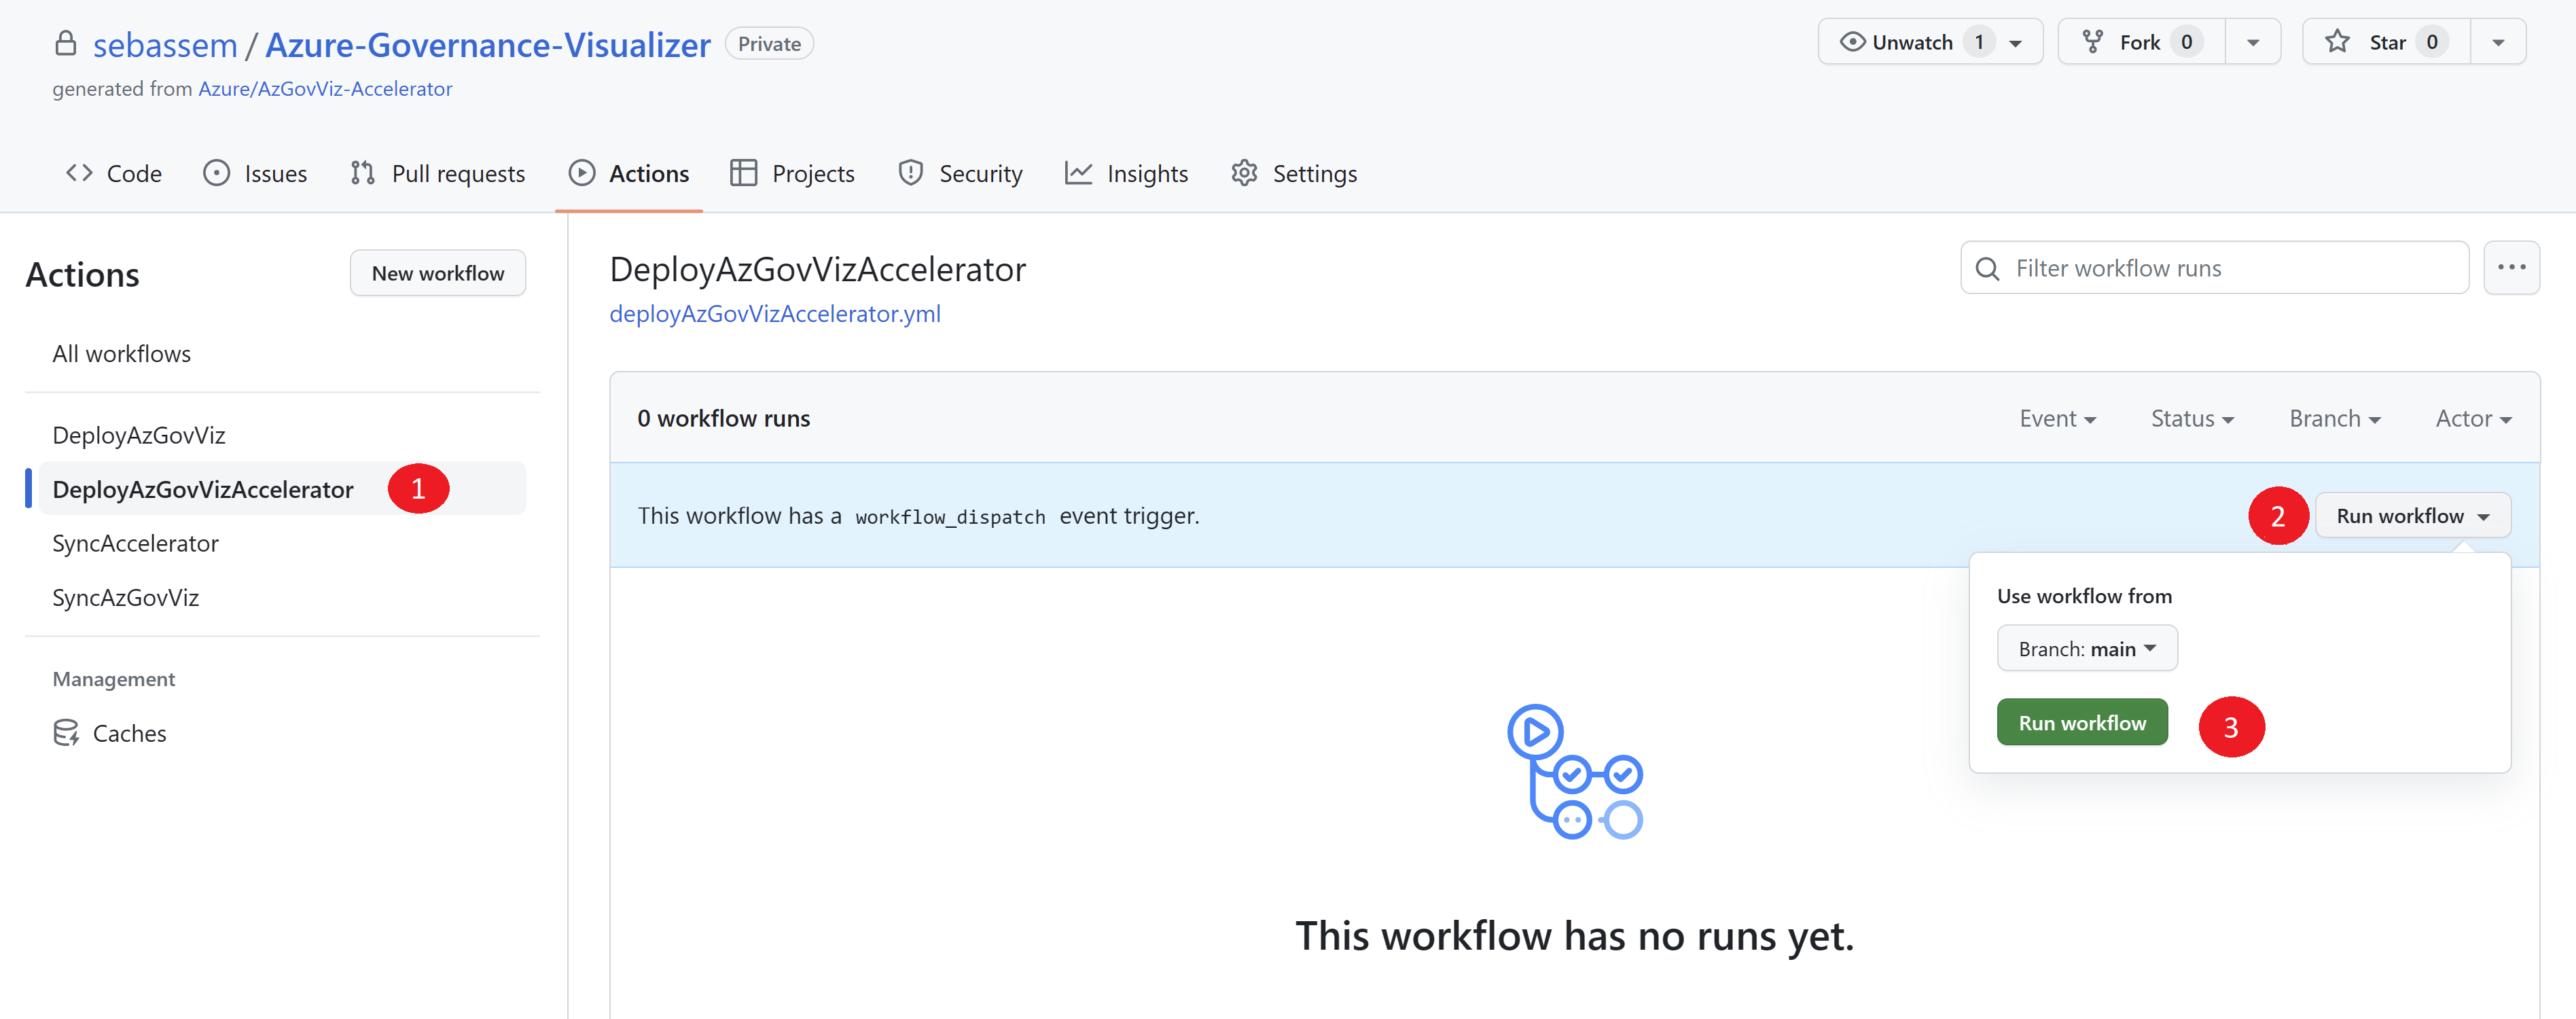 sebassem / Azure-Governance-Visualizer Private
Unwatch 1 Fork 0 Star 0
generated from Azure/AzGovViz-Accelerator
Code Issues Pull requests Actions Projects Security Insights Settings
Actions New workflow
All workflows
DeployAzGovViz
DeployAzGovVizAccelerator 1
SyncAccelerator
SyncAzGovViz
Management
Caches
DeployAzGovVizAccelerator
Filter workflow runs
deployAzGovVizAccelerator.yml
0 workflow runs Event Status Branch Actor
This workflow has a workflow_dispatch event trigger. 2 Run workflow
Use workflow from
Branch: main
Run workflow 3
This workflow has no runs yet.